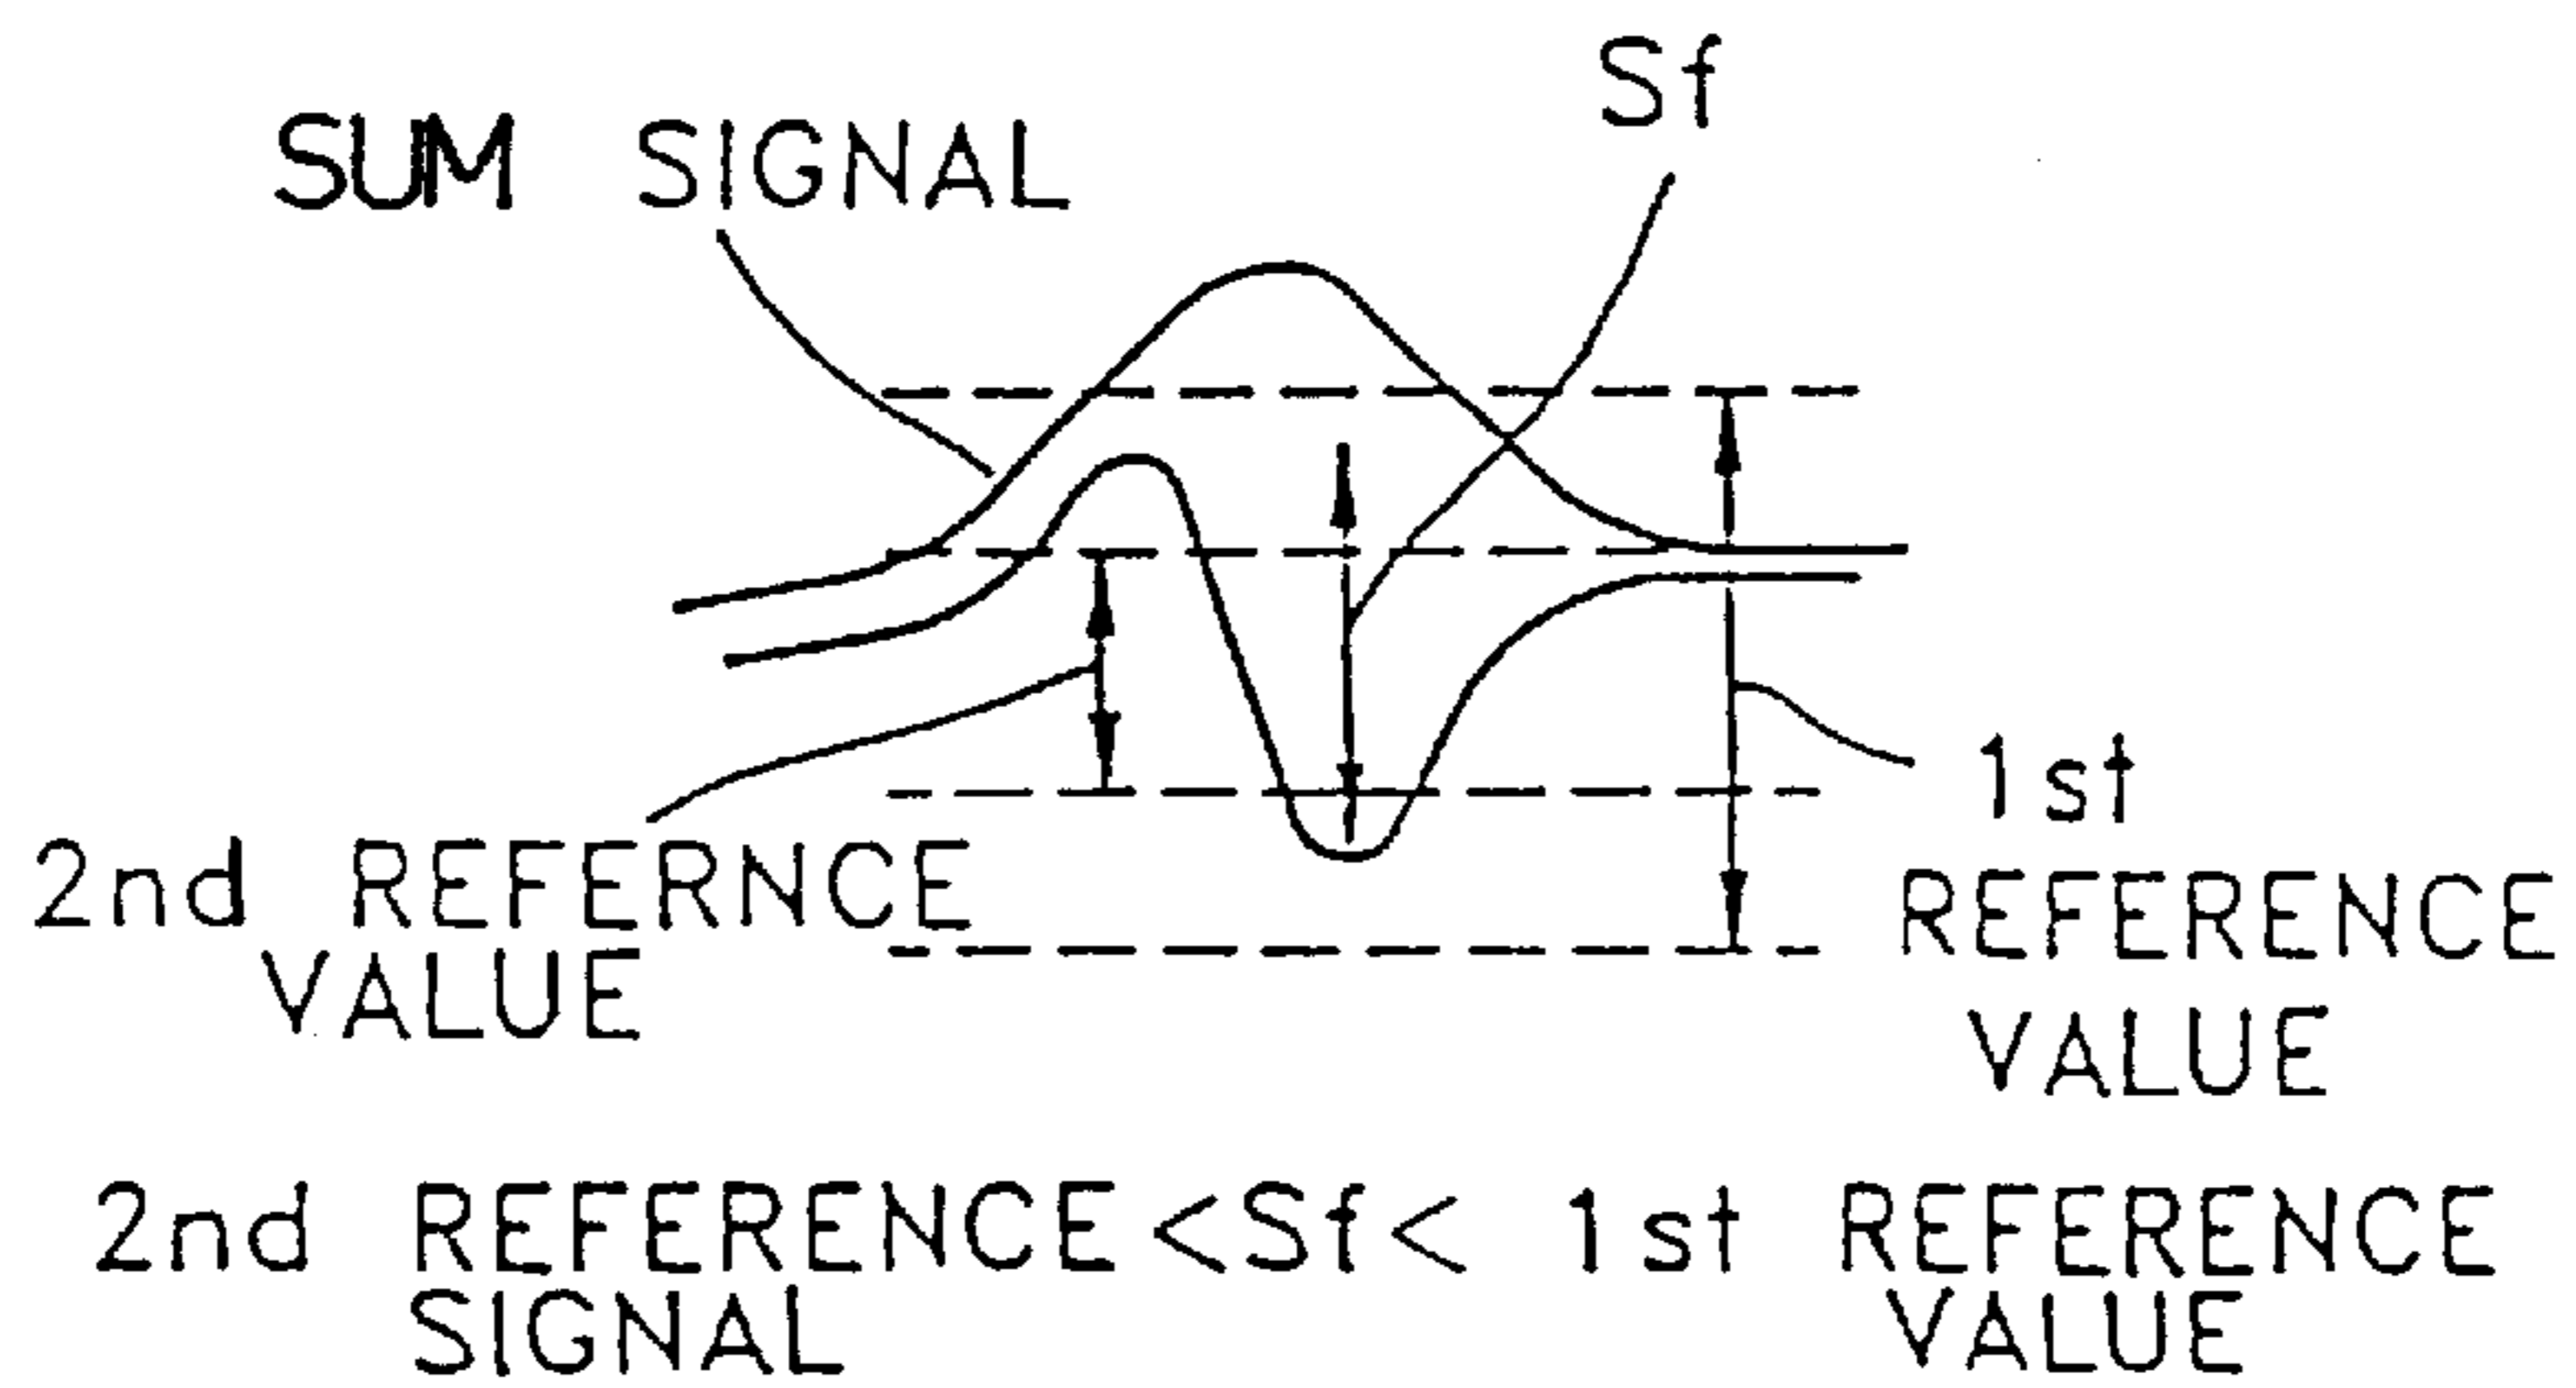 Sf
SUM SIGNAL
1st
REFERENCE
VALUE
2nd REFERNCE
VALUE
2nd REFERENCE<Sf< 1st REFERENCE
SIGNAL VALUE